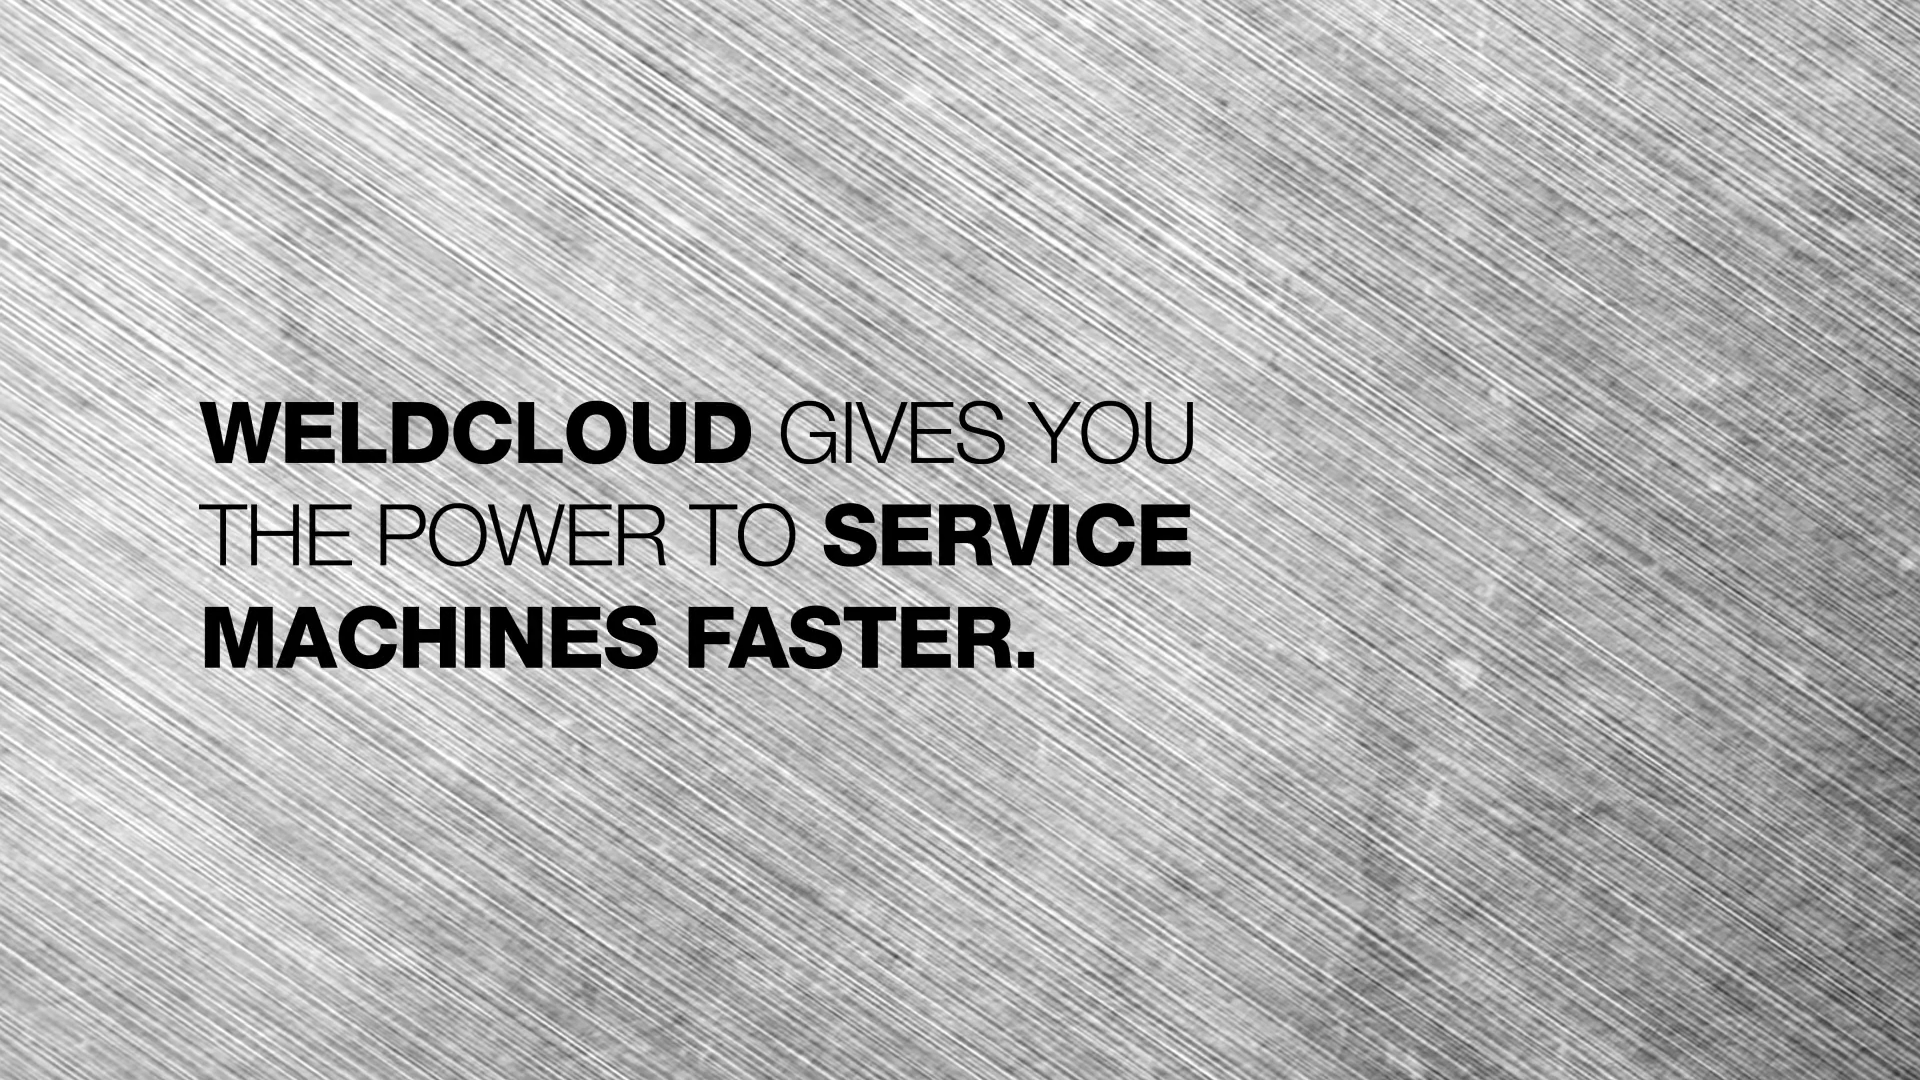 WELDCLOUD GIVES YOU
THE POWER TO SERVICE
MACHINES FASTER.